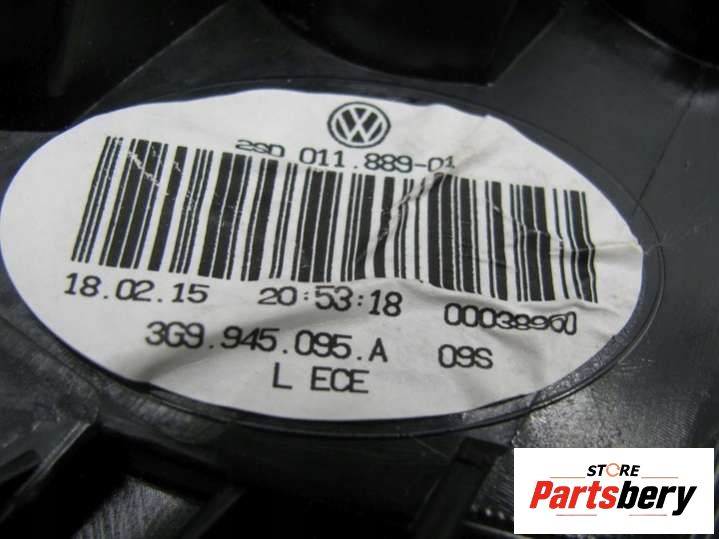 2SD 011.889-01
18.02.15 20:53:18 00038960
3G9.945.095.A 09S
L ECE
STORE
Partsbery